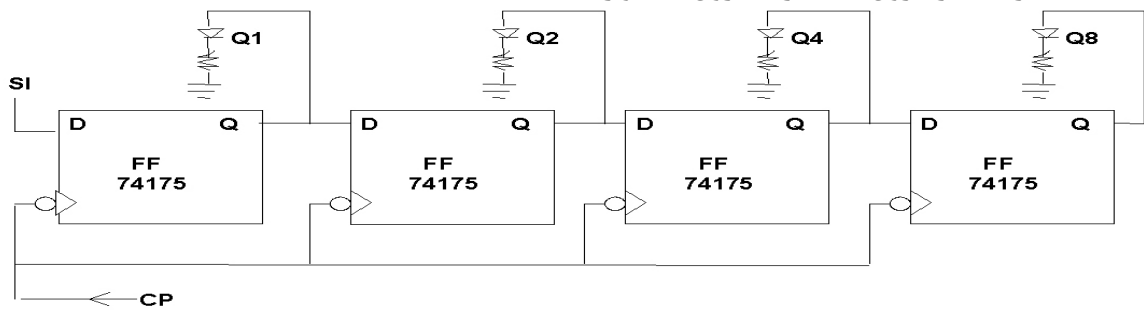 Q1 Q2 Q4 Q8
SI
D Q D Q D Q D Q
FF FF FF FF
74175 74175 74175 74175
CP